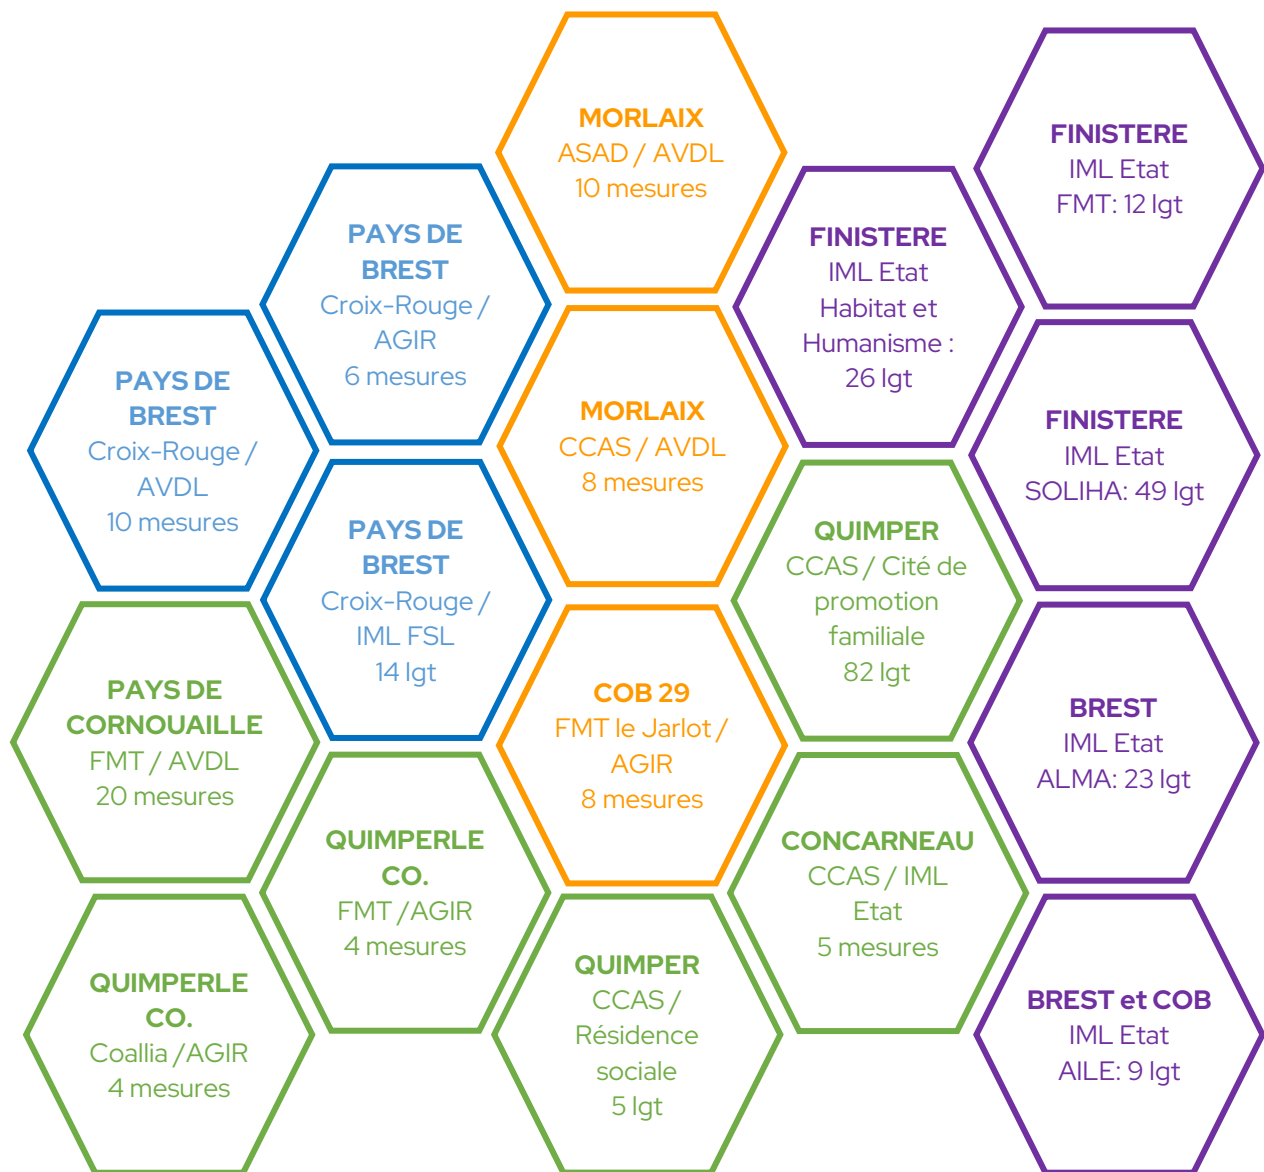 MORLAIX
ASAD / AVDL
10 mesures
FINISTERE
IML Etat
FMT: 12 lgt
PAYS DE
BREST
Croix-Rouge /
AGIR
6 mesures
FINISTERE
IML Etat
Habitat et
Humanisme :
26 lgt
PAYS DE
BREST
Croix-Rouge /
AVDL
10 mesures
MORLAIX
CCAS / AVDL
8 mesures
FINISTERE
IML Etat
SOLIHA: 49 lgt
PAYS DE
BREST
Croix-Rouge /
IML FSL
14 lgt
QUIMPER
CCAS / Cité de
promotion
familiale
82 lgt
PAYS DE
CORNOUAILLE
FMT / AVDL
20 mesures
COB 29
FMT le Jarlot /
AGIR
8 mesures
BREST
IML Etat
ALMA: 23 lgt
QUIMPERLE
CO.
FMT /AGIR
4 mesures
CONCARNEAU
CCAS / IML
Etat
5 mesures
QUIMPERLE
CO.
Coallia /AGIR
4 mesures
QUIMPER
CCAS /
Résidence
sociale
5 lgt
BREST et COB
IML Etat
AILE: 9 lgt